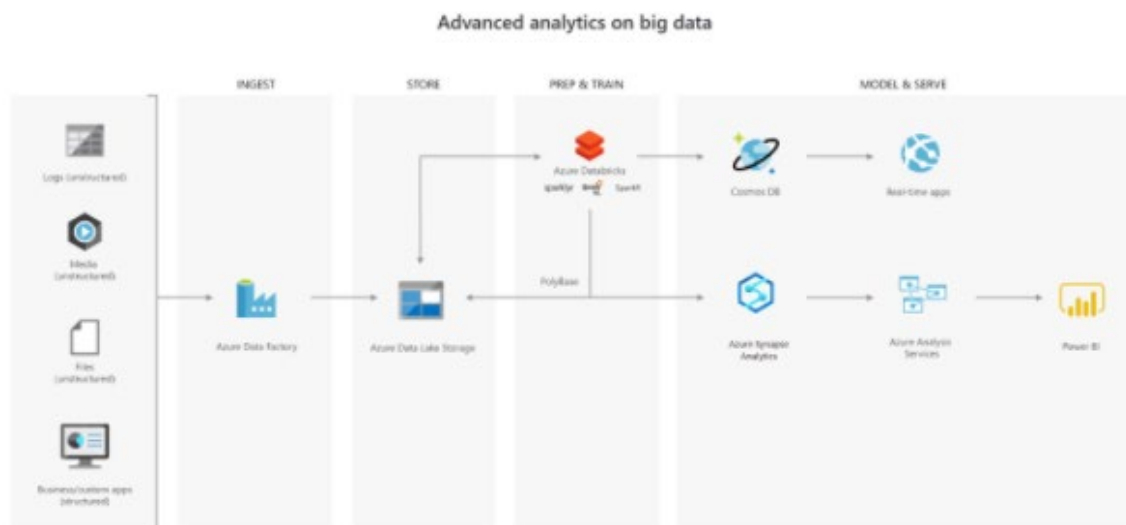 Advanced analytics on big data
INGEST
STORE
PREP & TRAIN
MODEL & SERVE
Logs (unstructured)
Media
(unstructured)
Files
(unstructured)
Business/custom apps
(structured)
Azure Data Factory
Azure Data Lake Storage
Azure Databricks
sparklyr
SparkR
PolyBase
Cosmos DB
Real-time apps
Azure Synapse
Analytics
Azure Analysis
Services
Power BI